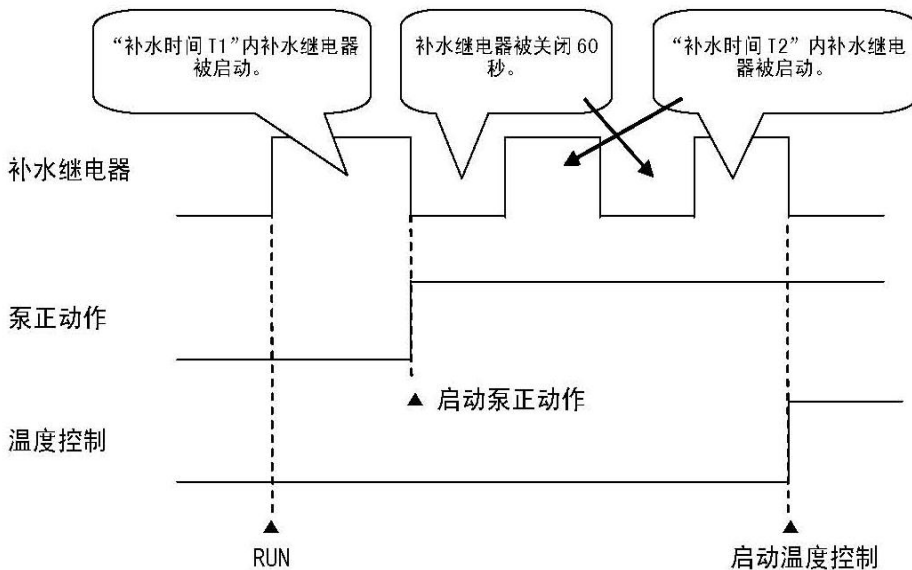 “补水时间 T1”内补水继电器
被启动。
补水继电器被关闭 60
秒。
“补水时间 T2” 内补水继电
器被启动。
补水继电器
泵正动作
▲ 启动泵正动作
温度控制
▲
RUN
▲
启动温度控制